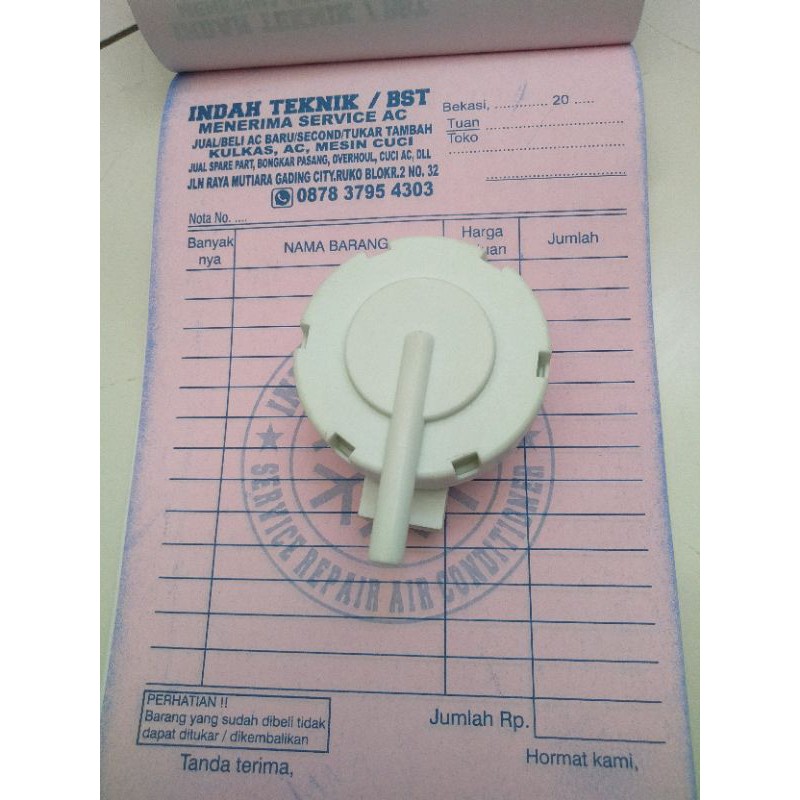 INDAH TEKNIK / BST
MENERIMA SERVICE AC
JUAL/BELI AC BARU/SECOND/TUKAR TAMBAH
KULKAS, AC, MESIN CUCI
JUAL SPARE PART, BONGKAR PASANG, OVERHOUL, CUCI AC, DLL
JLN RAYA MUTIARA GADING CITY.RUKO BLOKR.2 NO. 32
0878 3795 4303
Bekasi, .................. 20 .....
Tuan
Toko
Nota No. ....
Banyak
nya
NAMA BARANG
Harga
uan
Jumlah
SERVICE REPAIR AIR CONDITIONER
PERHATIAN !!
Barang yang sudah dibeli tidak
dapat ditukar / dikembalikan
Jumlah Rp.
Tanda terima,
Hormat kami,